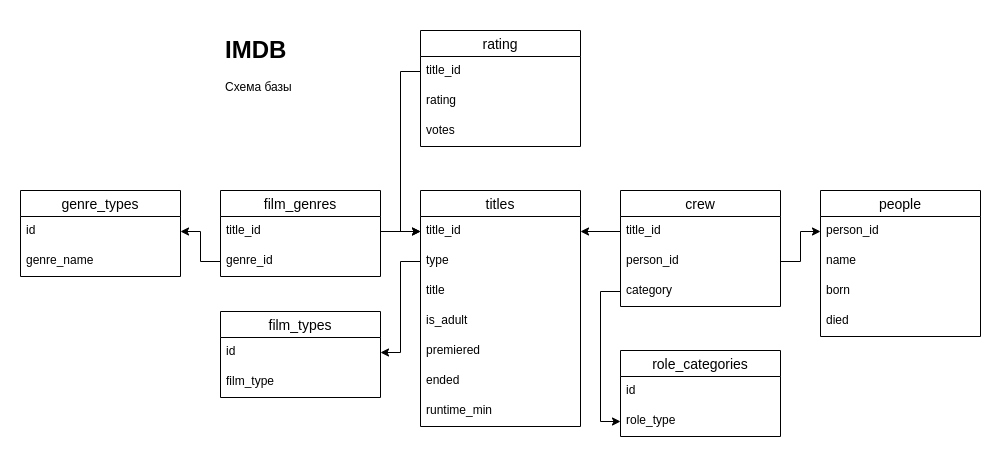 IMDB
Схема базы
rating
title_id
rating
votes
genre_types
id
genre_name
film_genres
title_id
genre_id
film_types
id
film_type
titles
title_id
type
title
is_adult
premiered
ended
runtime_min
crew
title_id
person_id
category
role_categories
id
role_type
people
person_id
name
born
died